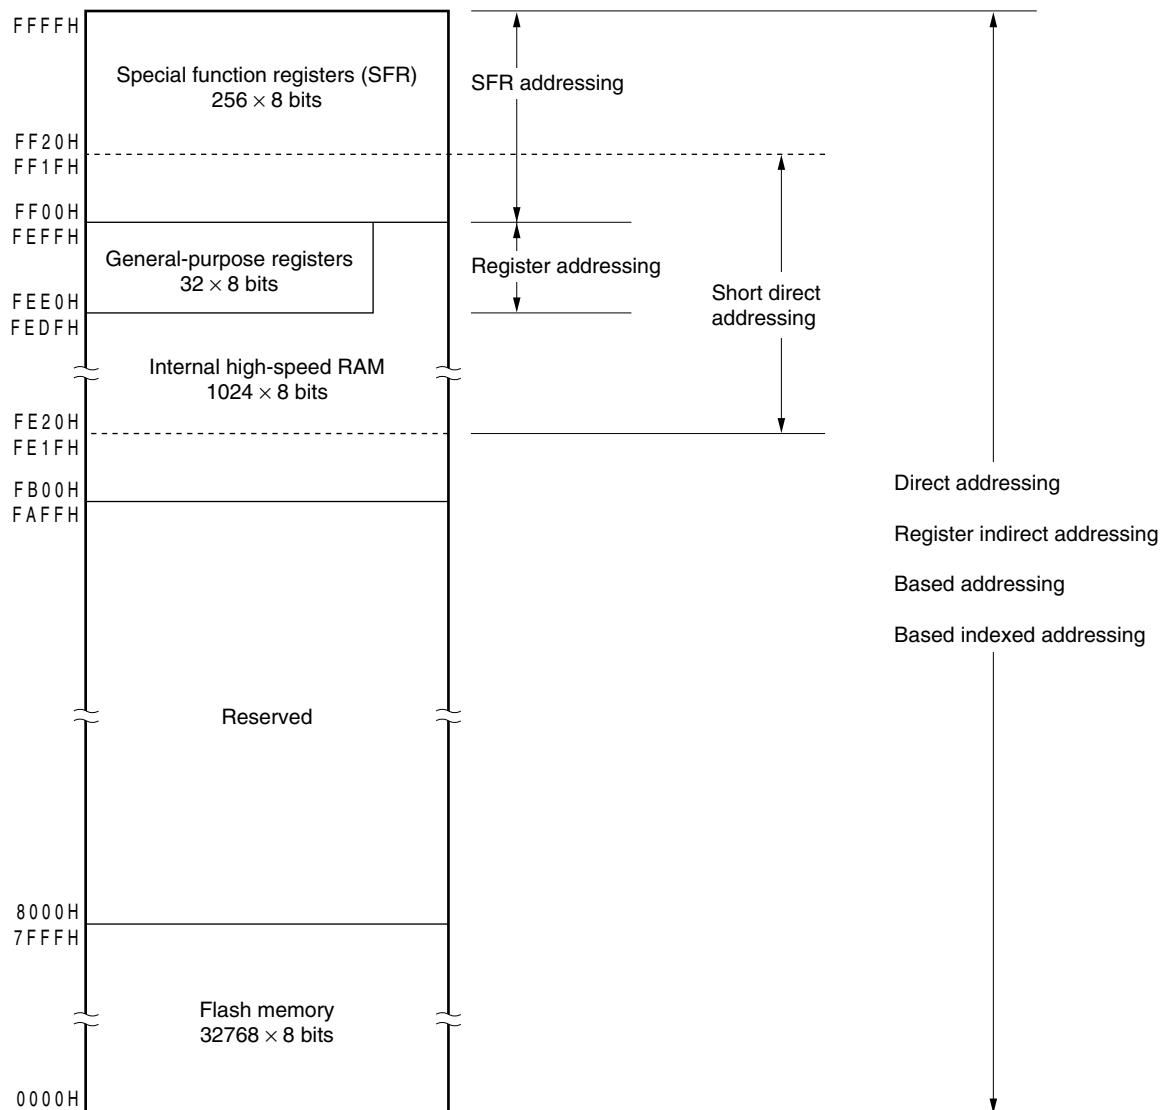 FFFFH
Special function registers (SFR)
256 × 8 bits
SFR addressing
FF20H
FF1FH
FF00H
FEFFH
General-purpose registers
32 × 8 bits
Register addressing
Short direct
addressing
FEE0H
FEDFH
Internal high-speed RAM
1024 × 8 bits
FE20H
FE1FH
FB00H
FAFFH
Direct addressing
Register indirect addressing
Based addressing
Based indexed addressing
Reserved
8000H
7FFFH
Flash memory
32768 × 8 bits
0000H